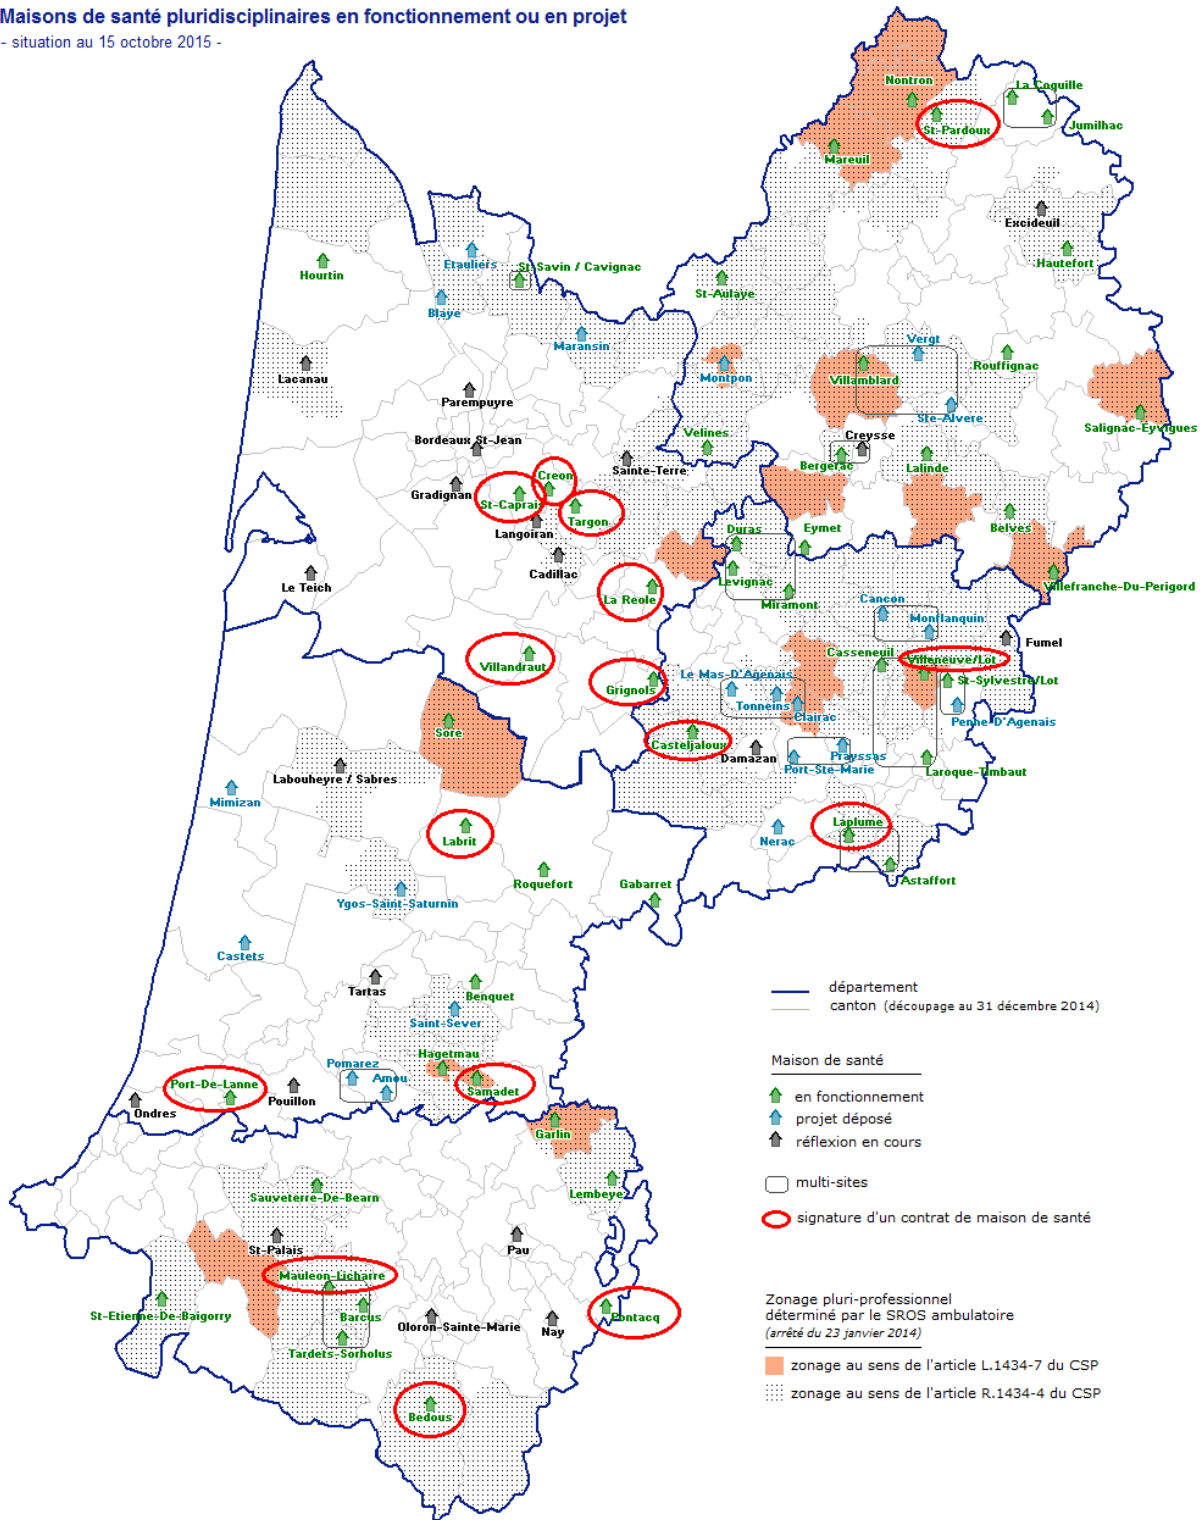 Maisons de santé pluridisciplinaires en fonctionnement ou en projet
- situation au 15 octobre 2015 -
Nontron
La Coquille
St-Pardoux
Jumilhac
Mareuil
Excideuil
Hautefort
Etauliers
St-Savin / Cavignac
Hourtin
St-Aulaye
Blaye
Maransin
Vergt
Lacanau
Montpon
Villamblard
Rouffignac
Parempuyre
Ste-Alvere
Salignac-Eyvigues
Bordeaux St-Jean
Velines
Creysse
Bergerac
Lalinde
Sainte-Terre
Creon
Gradignan
St-Caprais
Targon
Langoiran
Duras
Eymet
Belves
Cadillac
Levignac
Le Teich
La Reole
Miramont
Villefranche-Du-Perigord
Cancon
Monflanquin
Fumel
Villandraut
Casseneuil
Villeneuve/Lot
Grignols
Le Mas-D'Agenais
St-Sylvestre/Lot
Tonneins
Clairac
Penne-D'Agenais
Sore
Casteljaloux
Damazan
Prayssas
Port-Ste-Marie
Laroque-Timbaut
Labouheyre / Sabres
Mimizan
Labrit
Nerac
Laplume
Roquefort
Gabarret
Astaffort
Ygos-Saint-Saturnin
Castets
Tartas
Benquet
Saint-Sever
département
canton (découpage au 31 décembre 2014)
Hagetmau
Pomarez
Amou
Samadet
Port-De-Lanne
Pouillon
Ondres
Maison de santé
en fonctionnement
projet déposé
réflexion en cours
Garlin
Lembeye
multi-sites
Sauveterre-De-Bearn
signature d'un contrat de maison de santé
St-Palais
Pau
Mauleon-Licharre
St-Etienne-De-Baigorry
Barcus
Oloron-Sainte-Marie
Nay
Pontacq
Tardets-Sorholus
Zonage pluri-professionnel
déterminé par le SROS ambulatoire
(arrêté du 23 janvier 2014)
zonage au sens de l'article L.1434-7 du CSP
zonage au sens de l'article R.1434-4 du CSP
Bedous